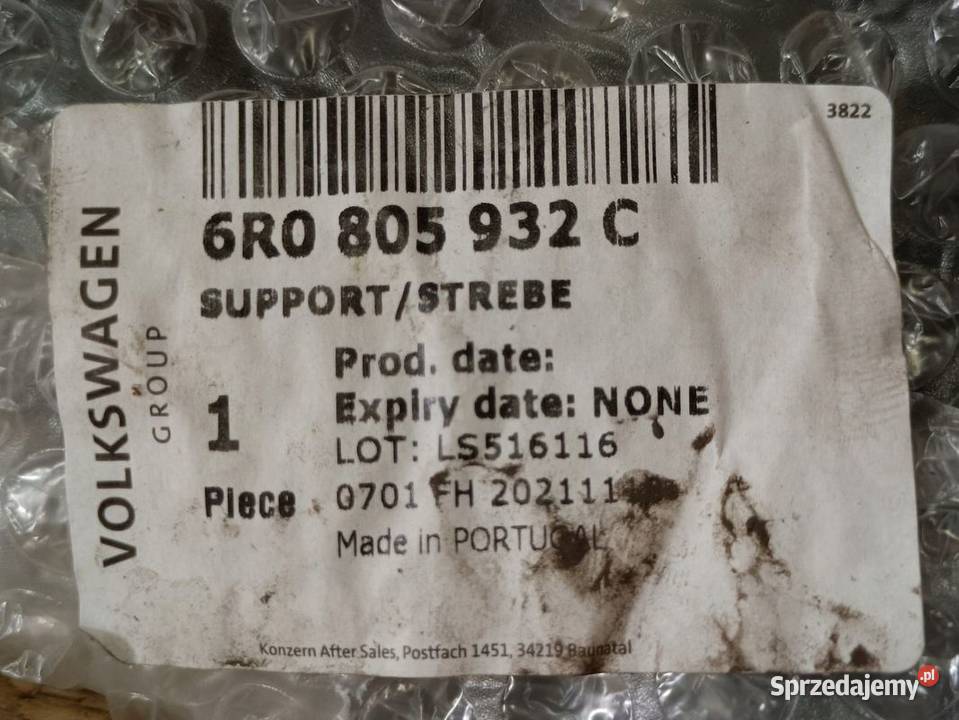 3822
6R0 805 932 C
SUPPORT/STREBE
VOLKSWAGEN
GROUP
1
Piece
Prod. date:
Expiry date: NONE
LOT: LS516116
0701 FH 202111
Made in PORTUGAL
Konzern After Sales, Postfach 1451, 34219 Baunatal
Sprzedajemy.pl